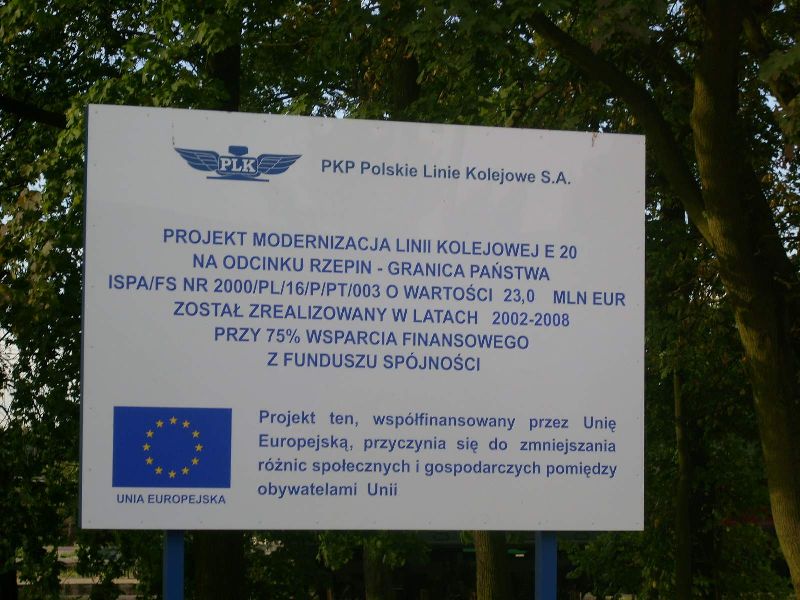 PLK
PKP Polskie Linie Kolejowe S.A.
PROJEKT MODERNIZACJA LINII KOLEJOWEJ E 20
NA ODCINKU RZEPIN - GRANICA PAŃSTWA
ISPA/FS NR 2000/PL/16/P/PT/003 O WARTOŚCI 23,0 MLN EUR
ZOSTAŁ ZREALIZOWANY W LATACH 2002-2008
PRZY 75% WSPARCIA FINANSOWEGO
Z FUNDUSZU SPÓJNOŚCI
Projekt ten, współfinansowany przez Unię
Europejską, przyczynia się do zmniejszania
różnic społecznych i gospodarczych pomiędzy
obywatelami Unii
UNIA EUROPEJSKA